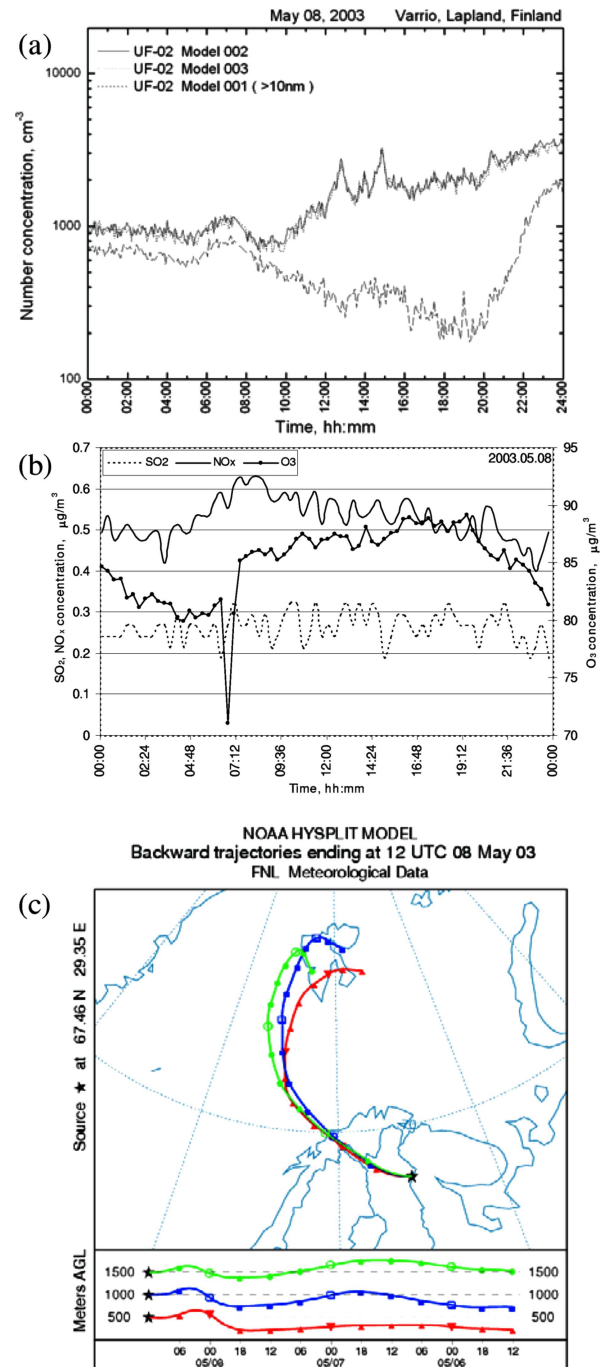 May 08, 2003 Varrio, Lapland, Finland
(a)
UF-02 Model 002
UF-02 Model 003
UF-02 Model 001 ( >10nm )
10000
1000
100
Number concentration, cm-3
00:00 02:00 04:00 06:00 08:00 10:00 12:00 14:00 16:00 18:00 20:00 22:00 24:00
Time, hh:mm
(b)
SO2 NOx O3
2003.05.08
0.7 0.6 0.5 0.4 0.3 0.2 0.1 0
SO2, NOx concentration, µg/m3
95 90 85 80 75 70
O3 concentration, µg/m3
00:00 02:24 04:48 07:12 09:36 12:00 14:24 16:48 19:12 21:36 00:00
Time, hh:mm
NOAA HYSPLIT MODEL
Backward trajectories ending at 12 UTC 08 May 03
FNL Meteorological Data
(c)
Source ★ at 67.46 N 29.35 E
Meters AGL
1500 1500
1000 1000
500 500
06 00 18 12 06 00 18 12 06 00 18 12
05/08 05/07 05/06